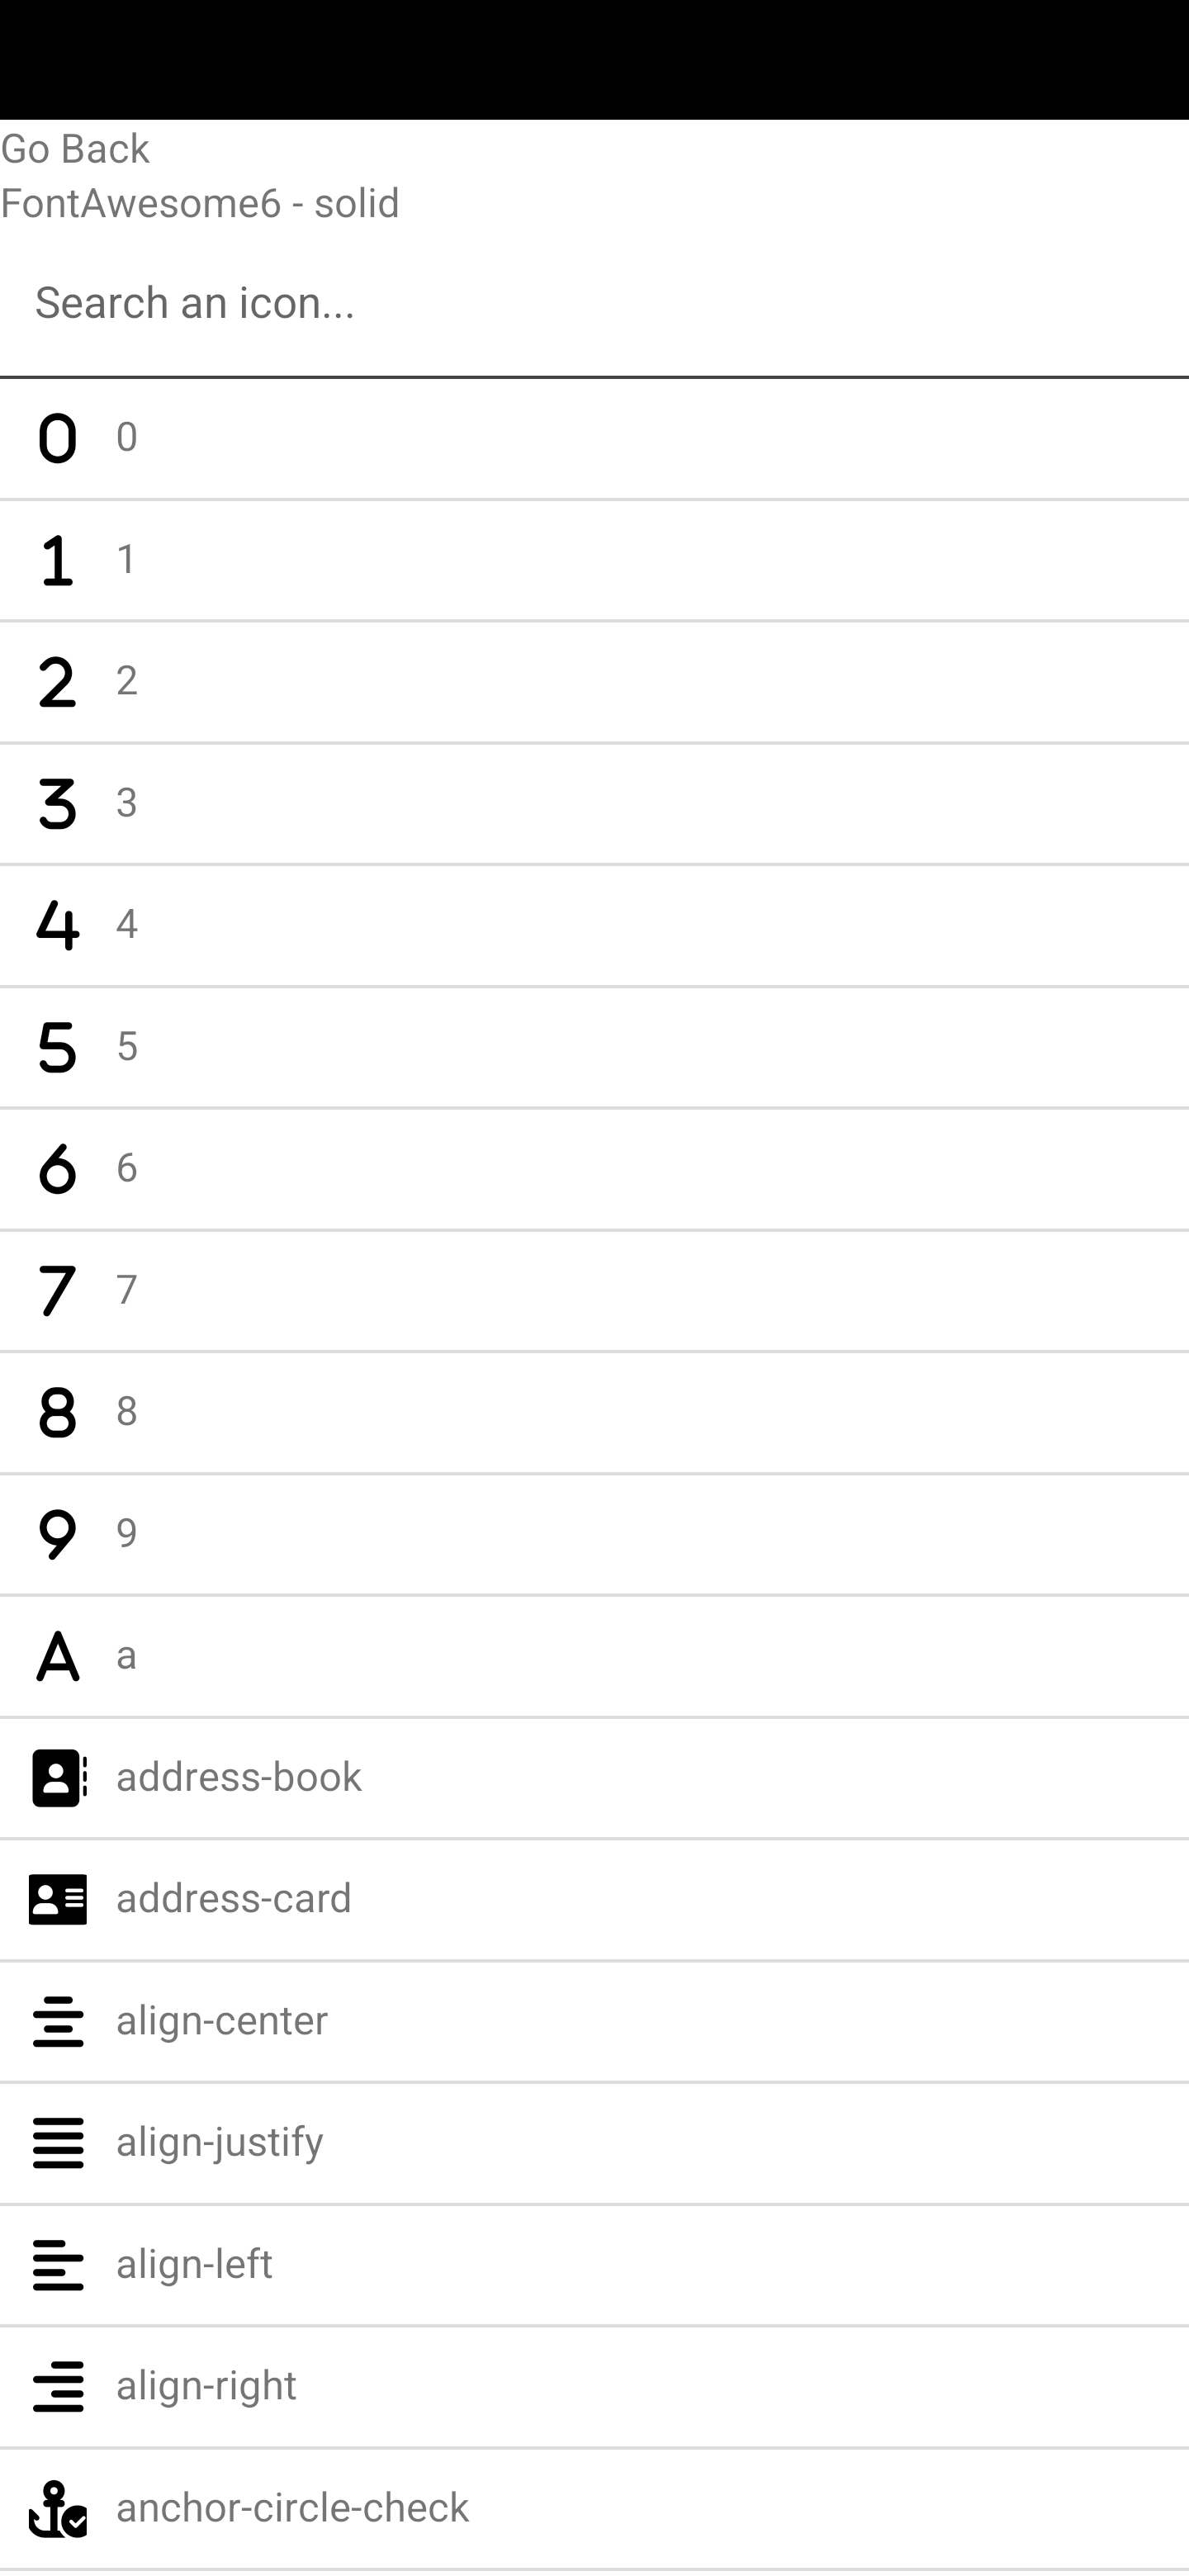 Go Back
FontAwesome6 - solid
Search an icon...
0 0
1 1
2 2
3 3
4 4
5 5
6 6
7 7
8 8
9 9
A a
address-book
address-card
align-center
align-justify
align-left
align-right
anchor-circle-check